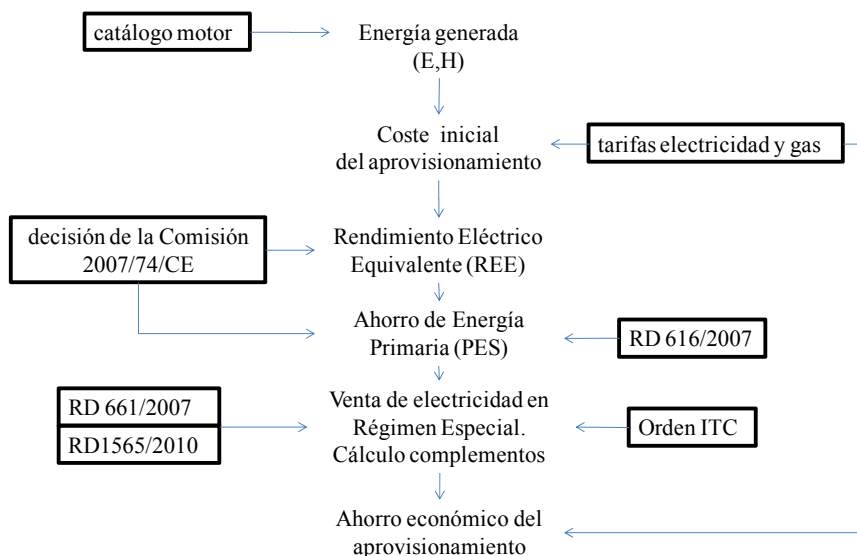 catálogo motor
Energía generada
(E,H)
Coste inicial
del aprovisionamiento
tarifas electricidad y gas
decisión de la Comisión
2007/74/CE
Rendimiento Eléctrico
Equivalente (REE)
Ahorro de Energía
Primaria (PES)
RD 616/2007
RD 661/2007
RD1565/2010
Venta de electricidad en
Régimen Especial.
Cálculo complementos
Orden ITC
Ahorro económico del
aprovisionamiento